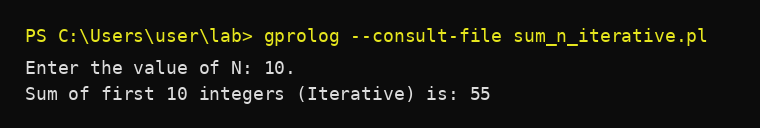 PS C:\Users\user\lab> gprolog --consult-file sum_n_iterative.pl
Enter the value of N: 10.
Sum of first 10 integers (Iterative) is: 55